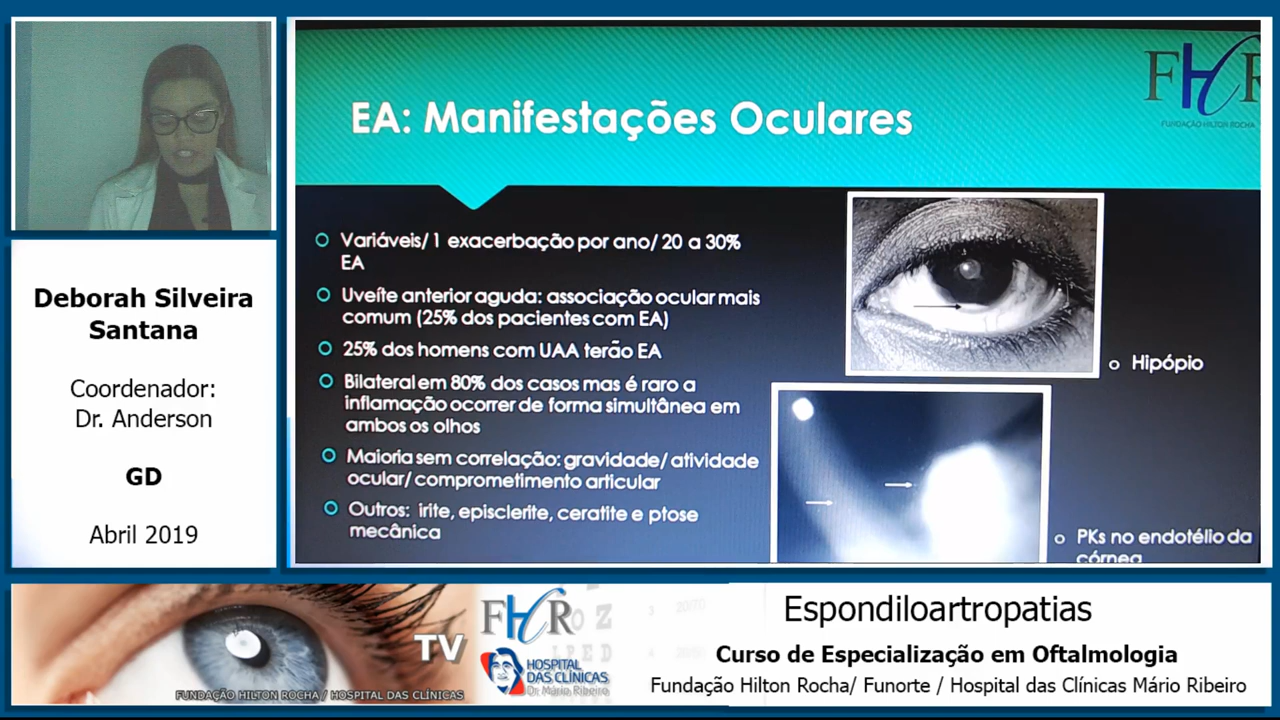 EA: Manifestações Oculares
FHR
FUNDAÇÃO HILTON ROCHA
Variáveis/ 1 exacerbação por ano/ 20 a 30%
EA
Uveíte anterior aguda: associação ocular mais
comum (25% dos pacientes com EA)
25% dos homens com UAA terão EA
Bilateral em 80% dos casos mas é raro a
inflamação ocorrer de forma simultânea em
ambos os olhos
Maioria sem correlação: gravidade/ atividade
ocular/ comprometimento articular
Outros: irite, episclerite, ceratite e ptose
mecânica
Hipópio
PKs no endotélio da
córnea
Deborah Silveira
Santana
Coordenador:
Dr. Anderson
GD
Abril 2019
TV
FUNDAÇÃO HILTON ROCHA / HOSPITAL DAS CLÍNICAS
FHR
HOSPITAL
DAS CLÍNICAS
Dr. Mário Ribeiro
Espondiloartropatias
Curso de Especialização em Oftalmologia
Fundação Hilton Rocha/ Funorte / Hospital das Clínicas Mário Ribeiro